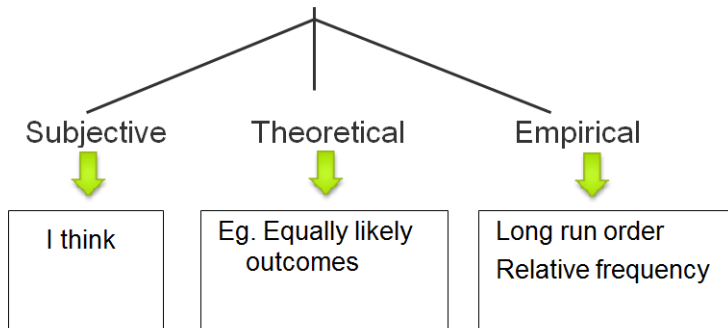 Subjective
Theoretical
Empirical
I think
Eg. Equally likely
outcomes
Long run order
Relative frequency